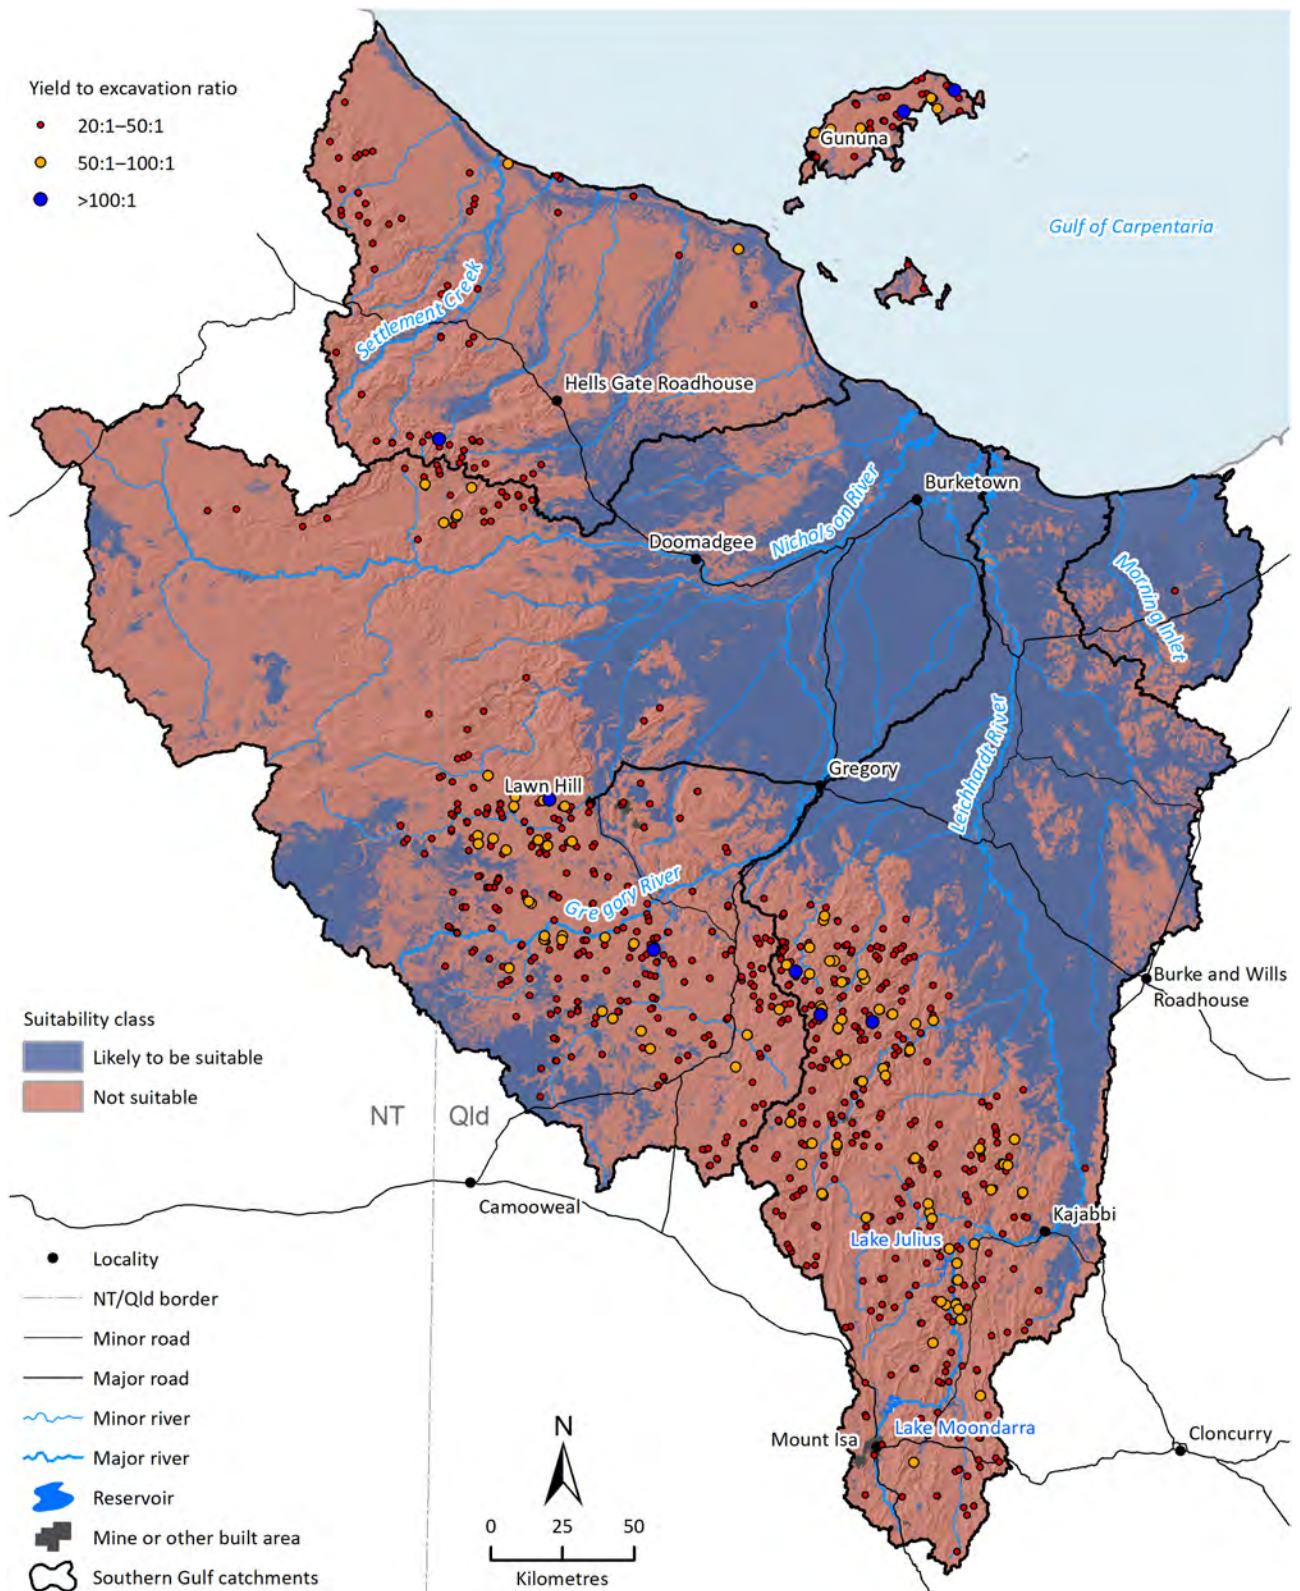 Yield to excavation ratio
20:1–50:1
50:1–100:1
>100:1
Gununa
Gulf of Carpentaria
Settlement Creek
Hells Gate Roadhouse
Nicholson River
Burketown
Doomadgee
Morning Inlet
Leichhardt River
Gregory
Lawn Hill
Gregory River
Burke and Wills
Roadhouse
Suitability class
Likely to be suitable
Not suitable
NT
Qld
Camooweal
Kajabbi
Lake Julius
Locality
NT/Qld border
Minor road
Major road
Minor river
Major river
Reservoir
Mine or other built area
Southern Gulf catchments
Lake Moondarra
Mount Isa
Cloncurry
N
0 25 50
Kilometres